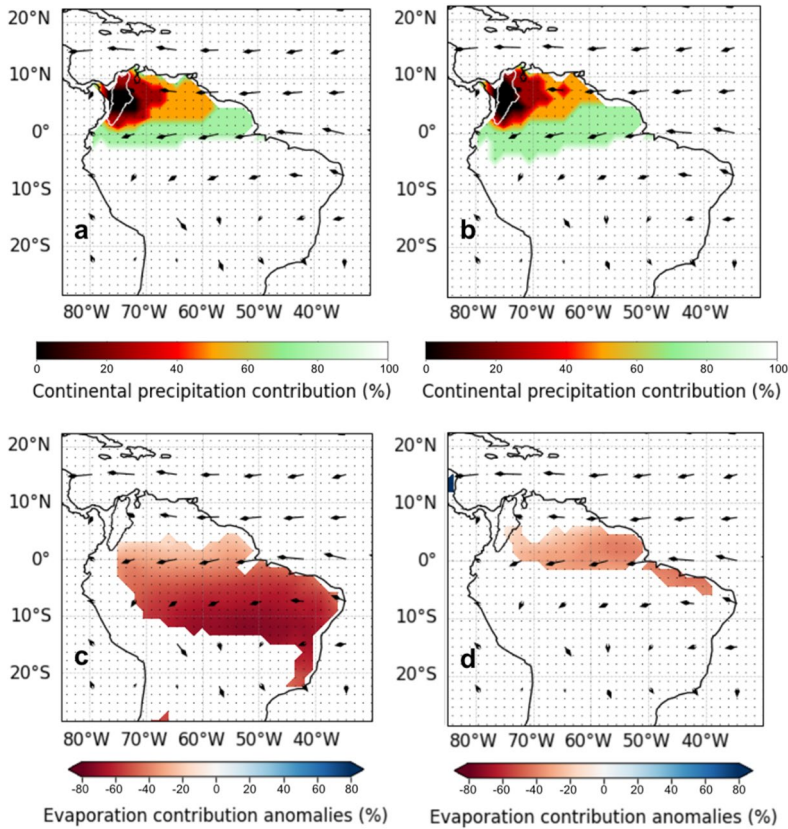 20°N
10°N
0°
10°S
20°S
a
80°W 70°W 60°W 50°W 40°W
0 20 40 60 80 100
Continental precipitation contribution (%)
20°N
10°N
0°
10°S
20°S
b
80°W 70°W 60°W 50°W 40°W
0 20 40 60 80 100
Continental precipitation contribution (%)
20°N
10°N
0°
10°S
20°S
c
80°W 70°W 60°W 50°W 40°W
-80 -60 -40 -20 0 20 40 60 80
Evaporation contribution anomalies (%)
20°N
10°N
0°
10°S
20°S
d
80°W 70°W 60°W 50°W 40°W
-80 -60 -40 -20 0 20 40 60 80
Evaporation contribution anomalies (%)